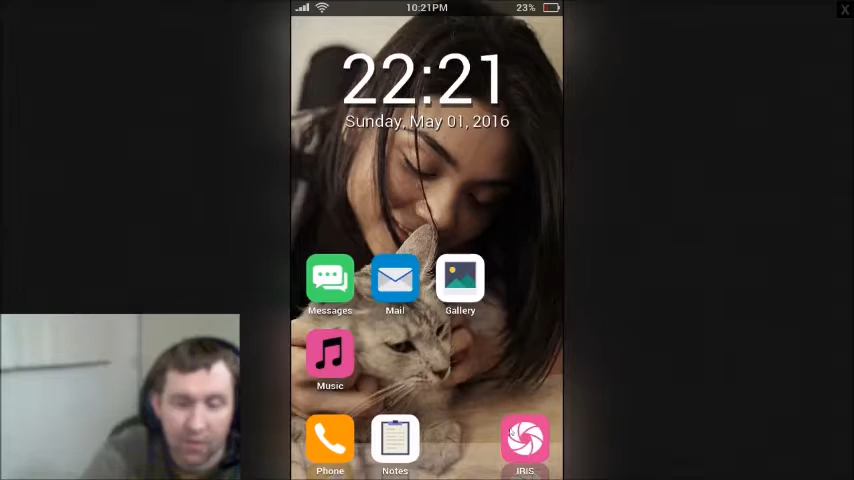 10:21PM 23% X
22:21
Sunday, May 01, 2016
Messages Mail Gallery
Music
Phone Notes IRIS